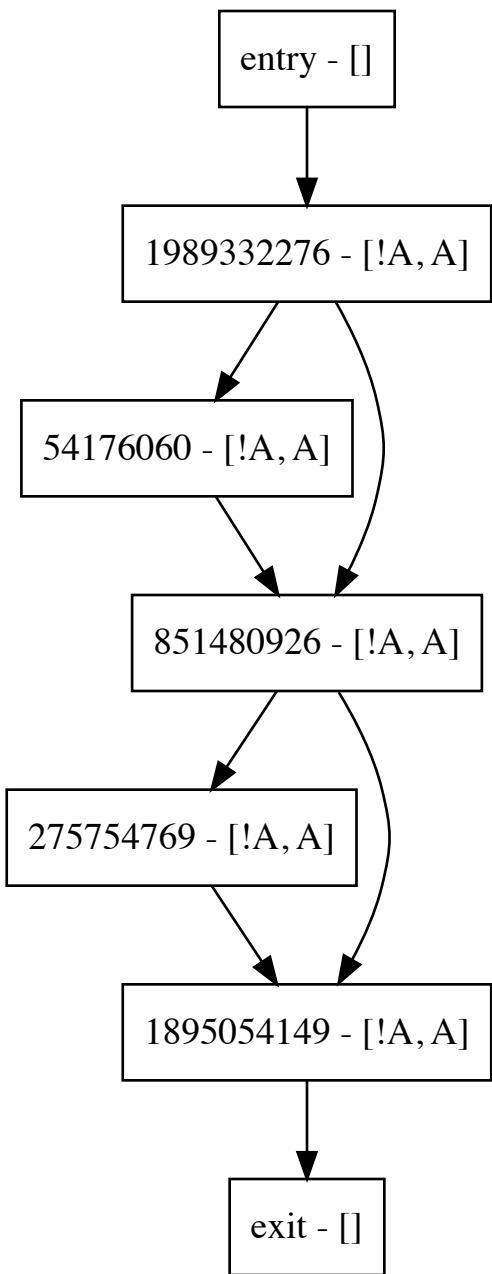 entry - []
1989332276 - [!A, A]
54176060 - [!A, A]
851480926 - [!A, A]
275754769 - [!A, A]
1895054149 - [!A, A]
exit - []